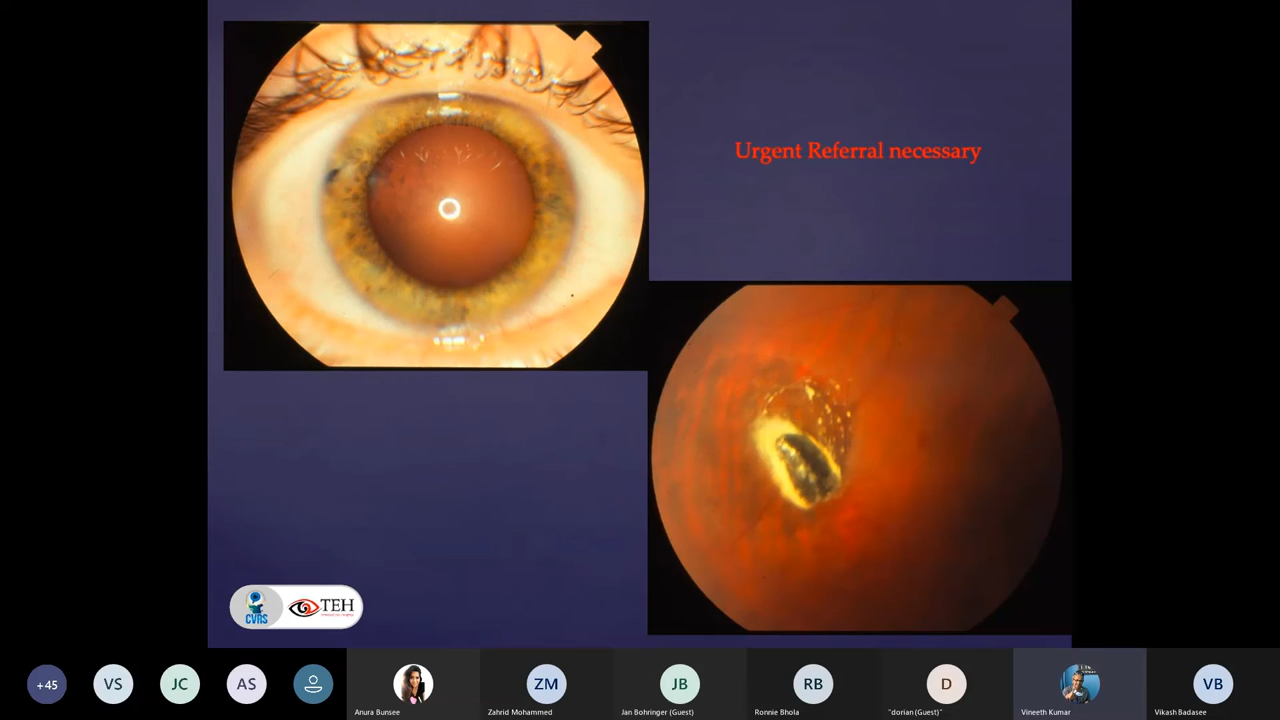 Urgent Referral necessary
CVRS
TEH
+45
VS
JC
AS
ZM
JB
RB
D
VB
Anura Bunsee
Zahrid Mohammed
Jan Bohringer (Guest)
Ronnie Bhola
"dorian (Guest)"
Vineeth Kumar
Vikash Badasee